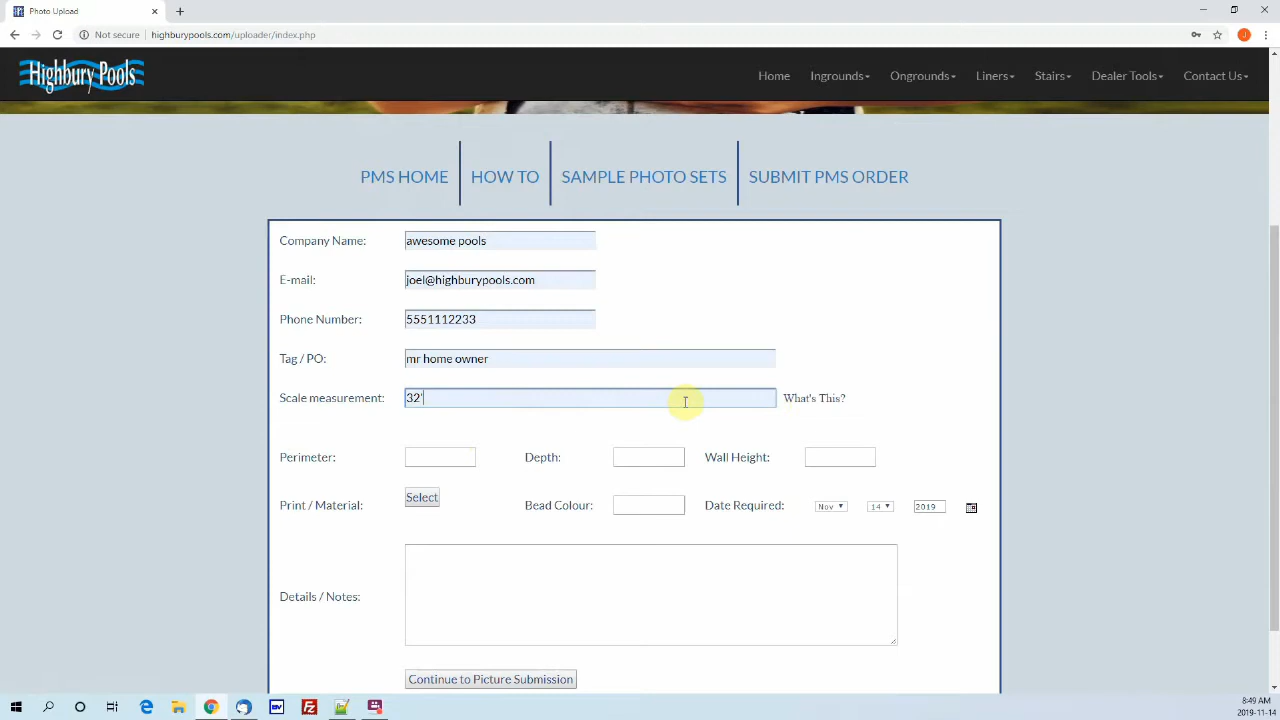 Photo Upload
Not secure highburypools.com/uploader/index.php
J
Highbury Pools
Home Ingrounds Ongrounds Liners Stairs Dealer Tools Contact Us
PMS HOME HOW TO SAMPLE PHOTO SETS SUBMIT PMS ORDER
Company Name: awesome pools
E-mail: joel@highburypools.com
Phone Number: 5551112233
Tag / PO: mr home owner
Scale measurement: 32' What's This?
Perimeter: Depth: Wall Height:
Print / Material: Select Bead Colour: Date Required: Nov 14 2019
Details / Notes:
Continue to Picture Submission
8:49 AM
2019-11-14